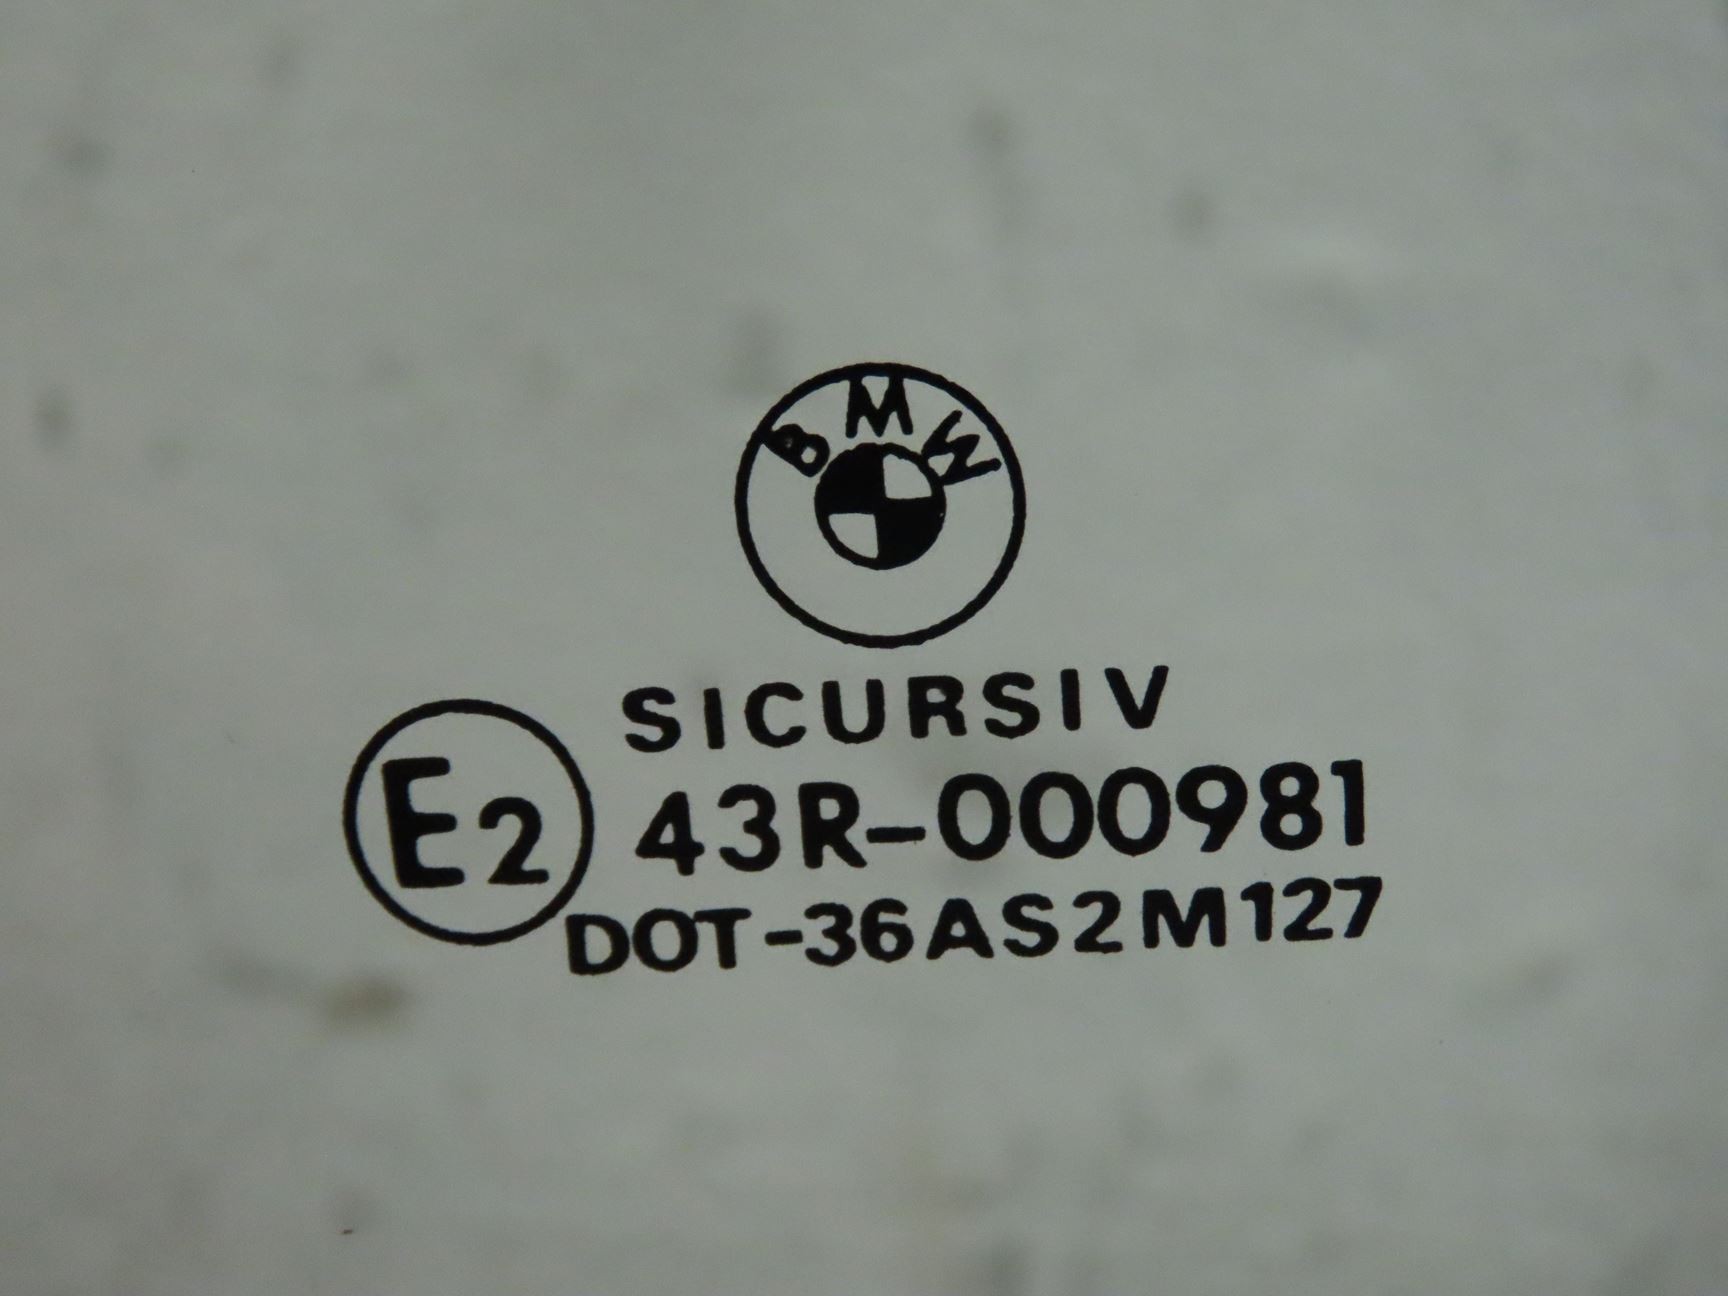 BMW
SICURSIV
E2 43R-000981
DOT-36AS2M127